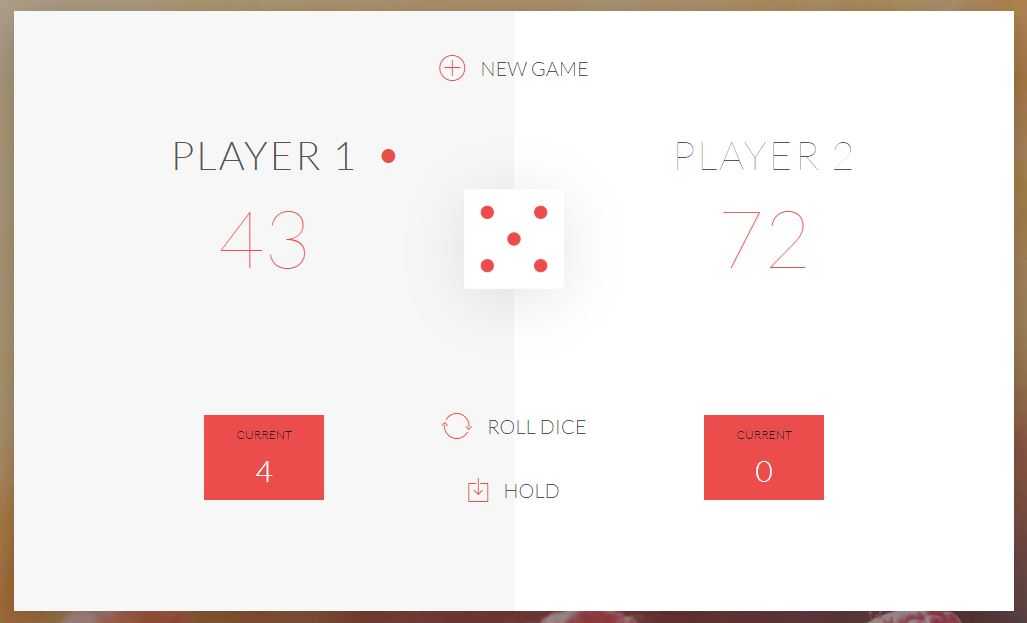 NEW GAME
PLAYER 1
43
PLAYER 2
72
CURRENT
4
ROLL DICE
HOLD
CURRENT
0